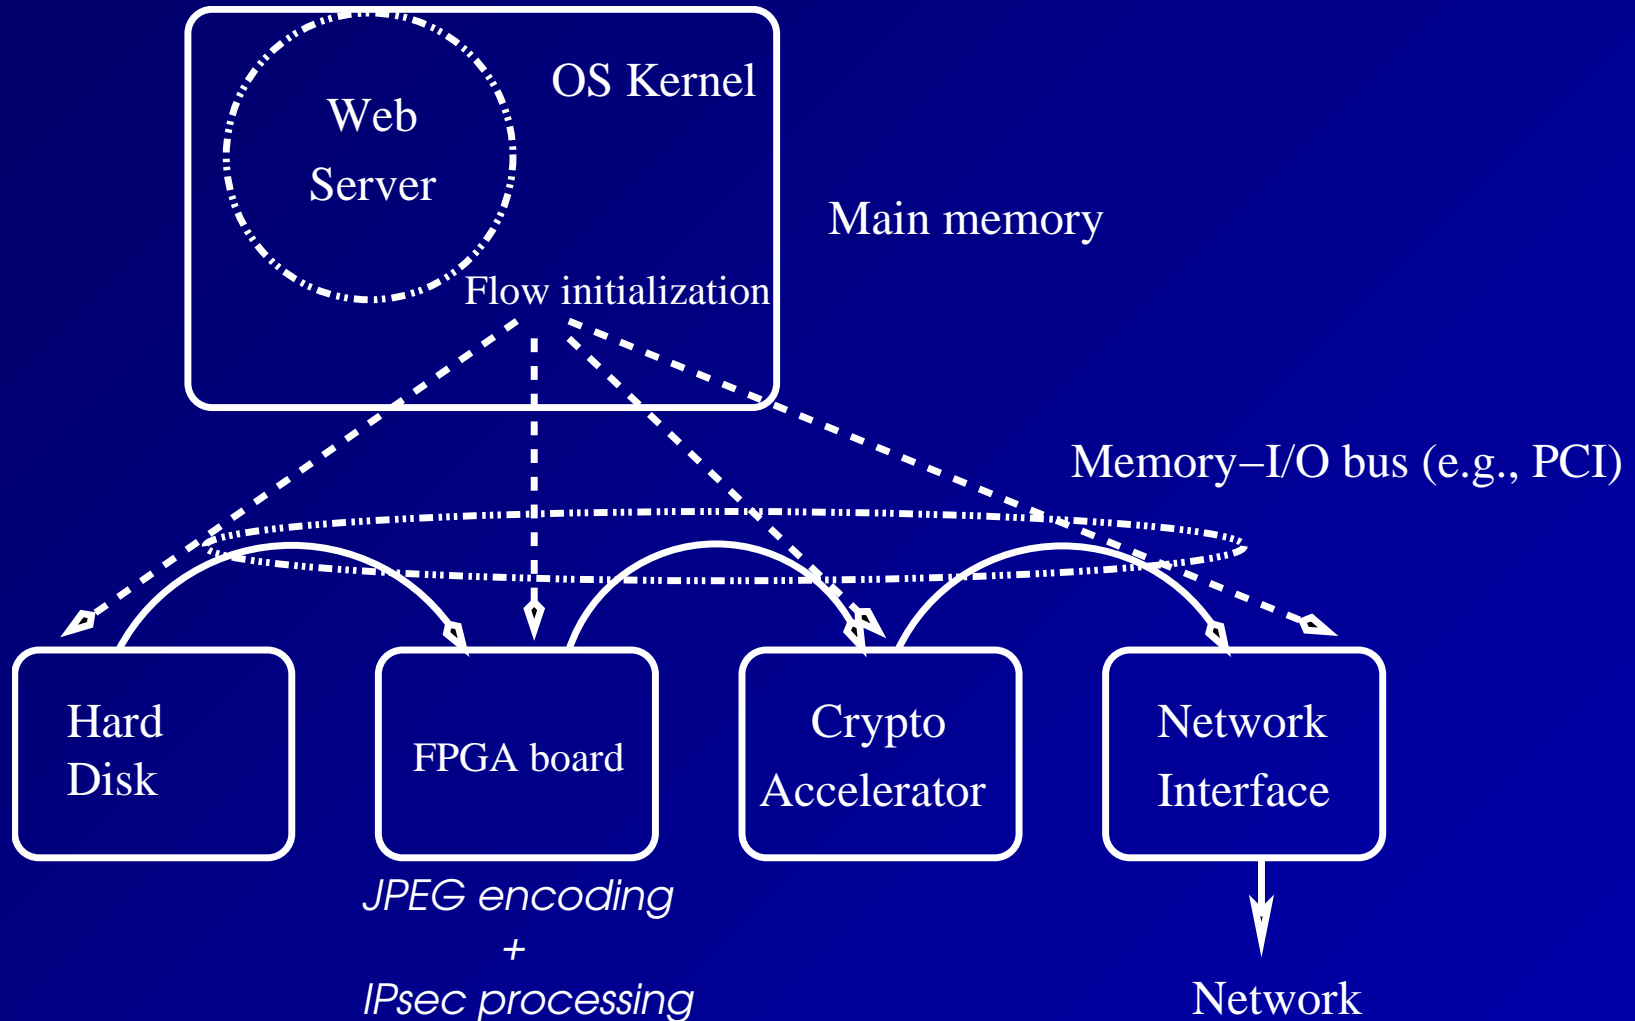 OS Kernel
Web
Server
Main memory
Flow initialization
Memory−I/O bus (e.g., PCI)
Hard
Disk
FPGA board
Crypto
Accelerator
Network
Interface
JPEG encoding
+
IPsec processing
Network